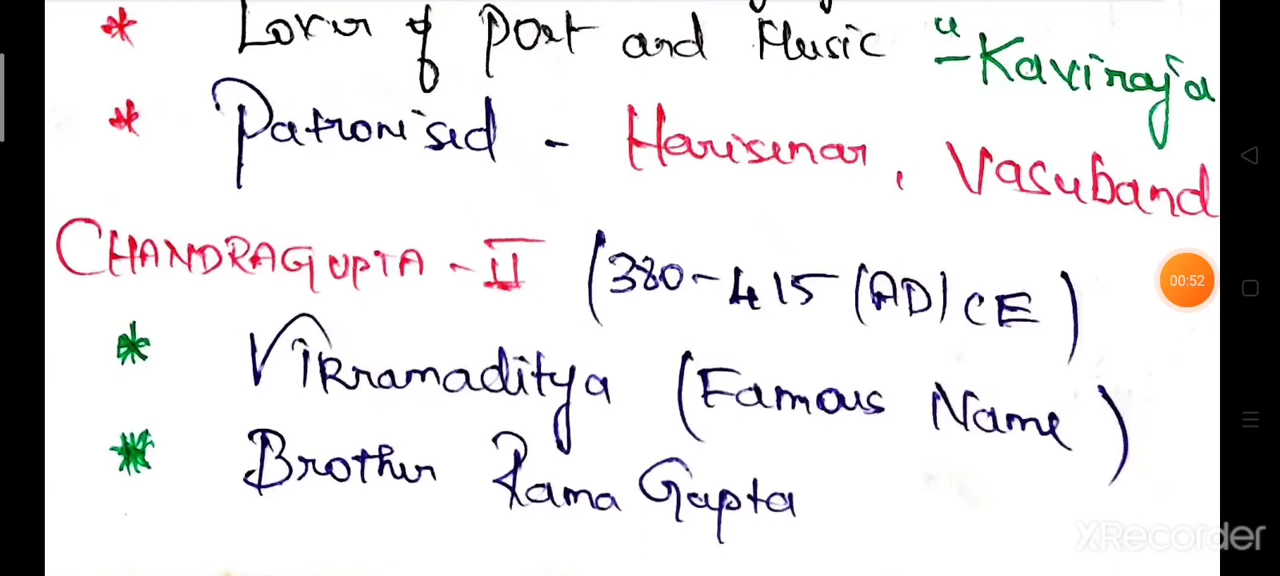 * Lover of Poet and Music "-Kaviraja
* Patronised - Harisenar, Vasuband
CHANDRAGUPTA - II (380-415 (AD) CE)
00:52
* Vikramaditya (Famous Name)
* Brother Rama Gupta
XRecorder